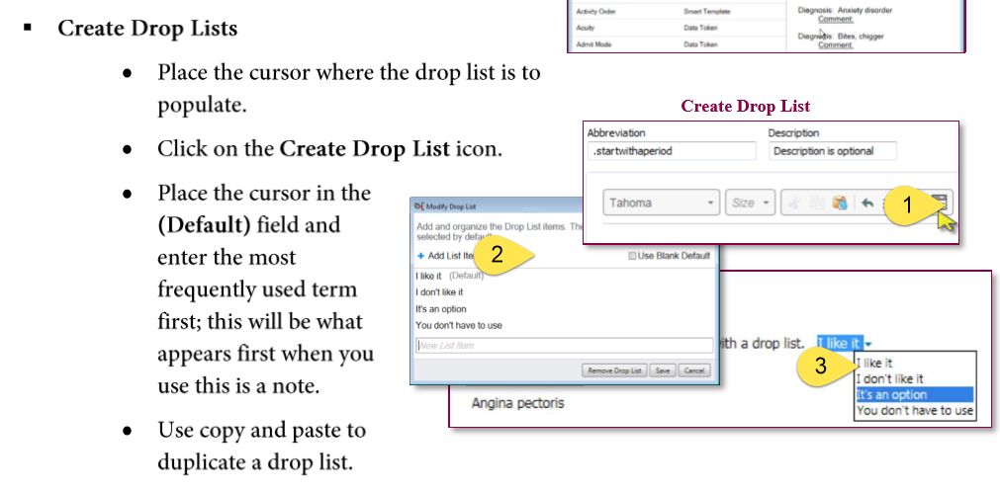 ▪ Create Drop Lists
• Place the cursor where the drop list is to
populate.
• Click on the Create Drop List icon.
• Place the cursor in the
(Default) field and
enter the most
frequently used term
first; this will be what
appears first when you
use this is a note.
• Use copy and paste to
duplicate a drop list.
Activity Order Smart Template
Acuity Data Token
Admit Mode Data Token
Diagnosis: Anxiety disorder
Comment
Diagnosis: Bites, chigger
Comment
Create Drop List
Abbreviation Description
.startwithaperiod Description is optional
Tahoma Size
1
Modify Drop List
Add and organize the Drop List items. The
selected by default
+ Add List Ite
2
Use Blank Default
I like it (Default)
I don't like it
It's an option
You don't have to use
New List Item
Remove Drop List Save Cancel
with a drop list. I like it
3
I like it
I don't like it
It's an option
You don't have to use
Angina pectoris